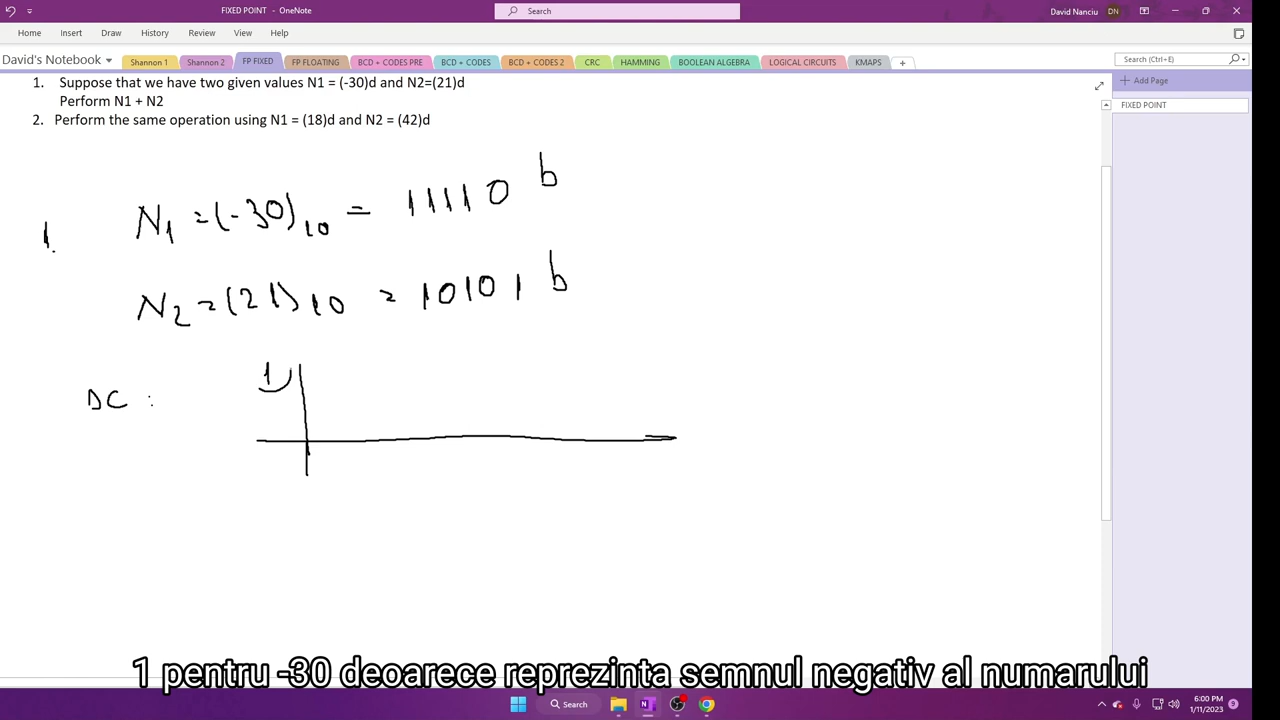 FIXED POINT - OneNote
Search
David Nanciu DN
Home Insert Draw History Review View Help
David's Notebook Shannon 1 Shannon 2 FP FIXED FP FLOATING BCD + CODES PRE BCD + CODES BCD + CODES 2 CRC HAMMING BOOLEAN ALGEBRA LOGICAL CIRCUITS KMAPS
Search (Ctrl+E)
Add Page
FIXED POINT
1. Suppose that we have two given values N1 = (-30)d and N2=(21)d
Perform N1 + N2
2. Perform the same operation using N1 = (18)d and N2 = (42)d
1. N1 = (-30)10 = 11110 b
N2 = (21)10 = 10101 b
DC : 1
1 pentru -30 deoarece reprezinta semnul negativ al numarului
Search
6:00 PM
1/11/2023